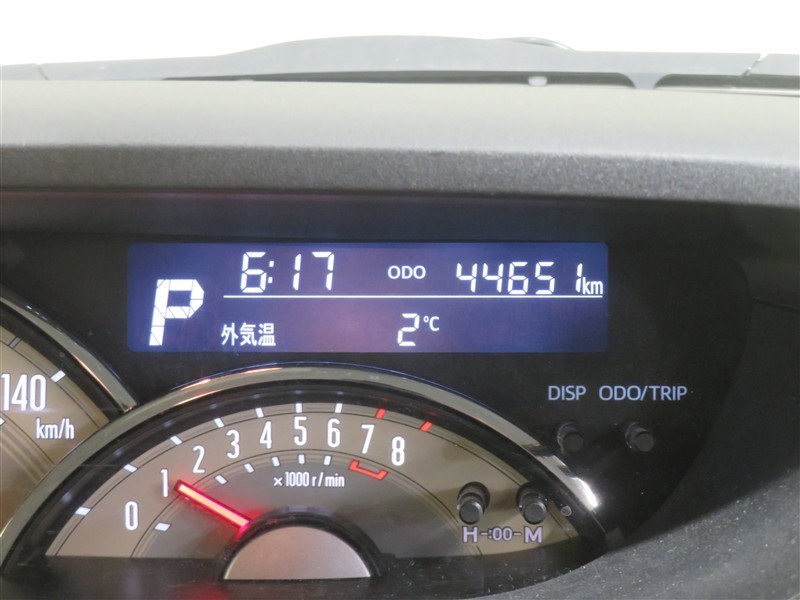 6:17 ODO 44651km
P
外気温 2℃
DISP ODO/TRIP
140
km/h
0 1 2 3 4 5 6 7 8
×1000 r/min
H-:00-M